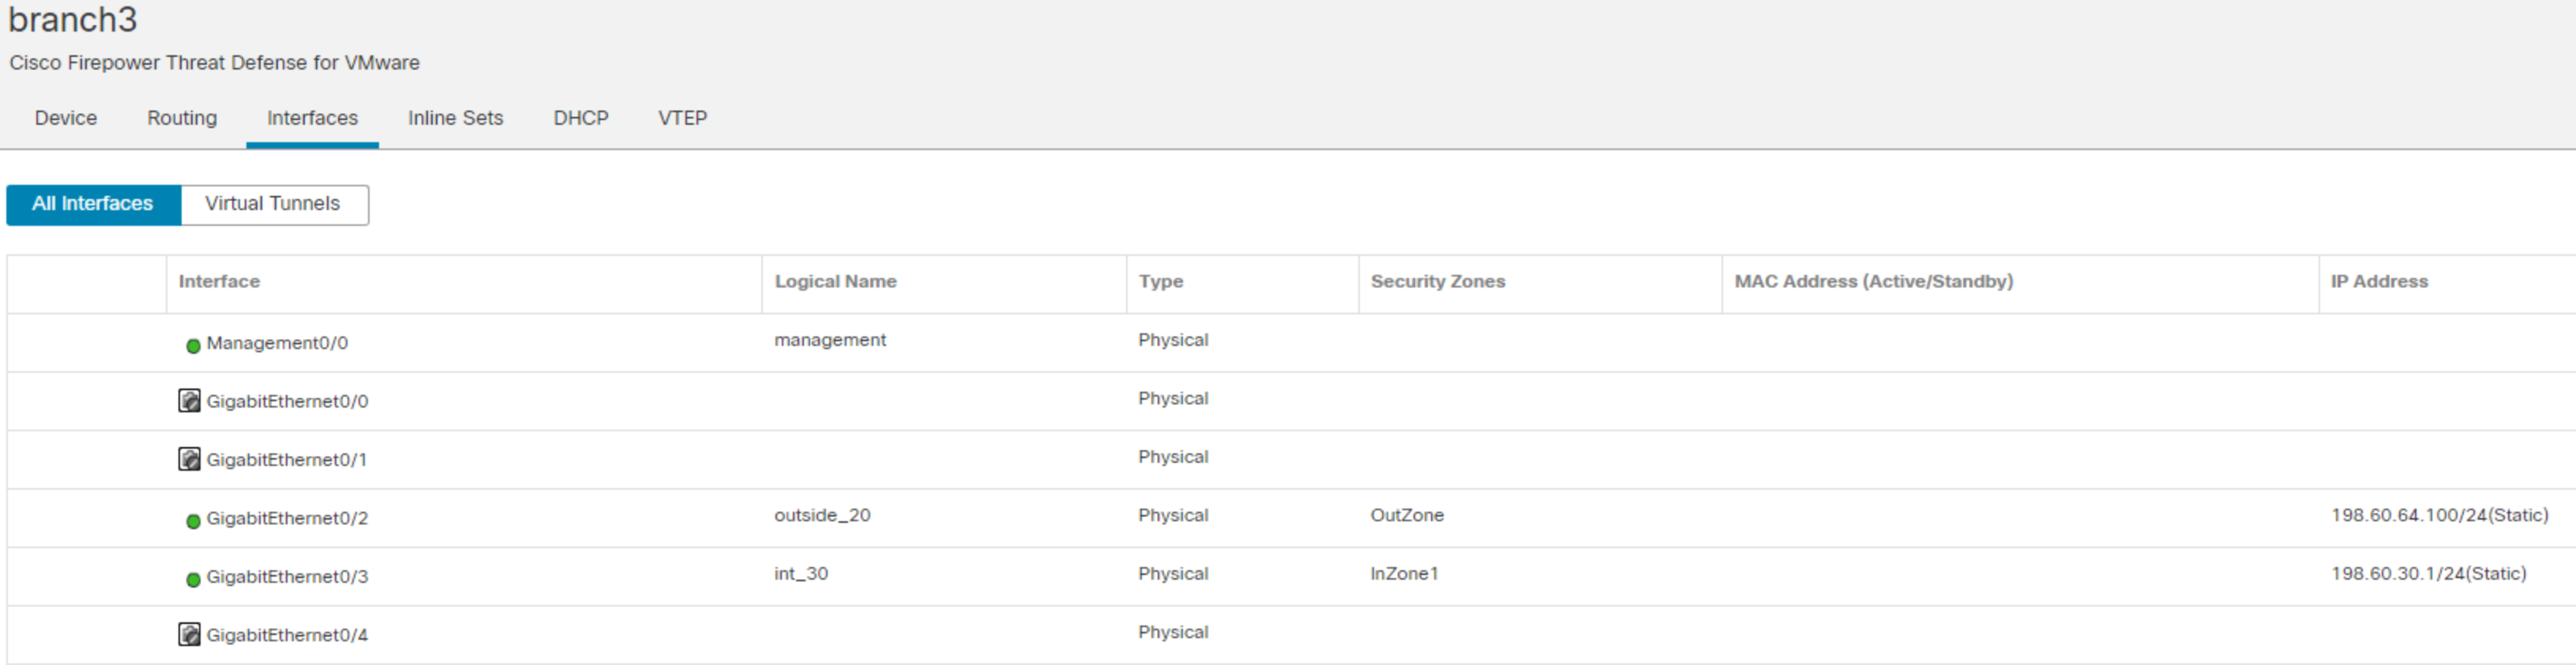 branch3
Cisco Firepower Threat Defense for VMware
Device Routing Interfaces Inline Sets DHCP VTEP
All Interfaces Virtual Tunnels
Interface Logical Name Type Security Zones MAC Address (Active/Standby) IP Address
Management0/0 management Physical
GigabitEthernet0/0 Physical
GigabitEthernet0/1 Physical
GigabitEthernet0/2 outside_20 Physical OutZone 198.60.64.100/24(Static)
GigabitEthernet0/3 int_30 Physical InZone1 198.60.30.1/24(Static)
GigabitEthernet0/4 Physical